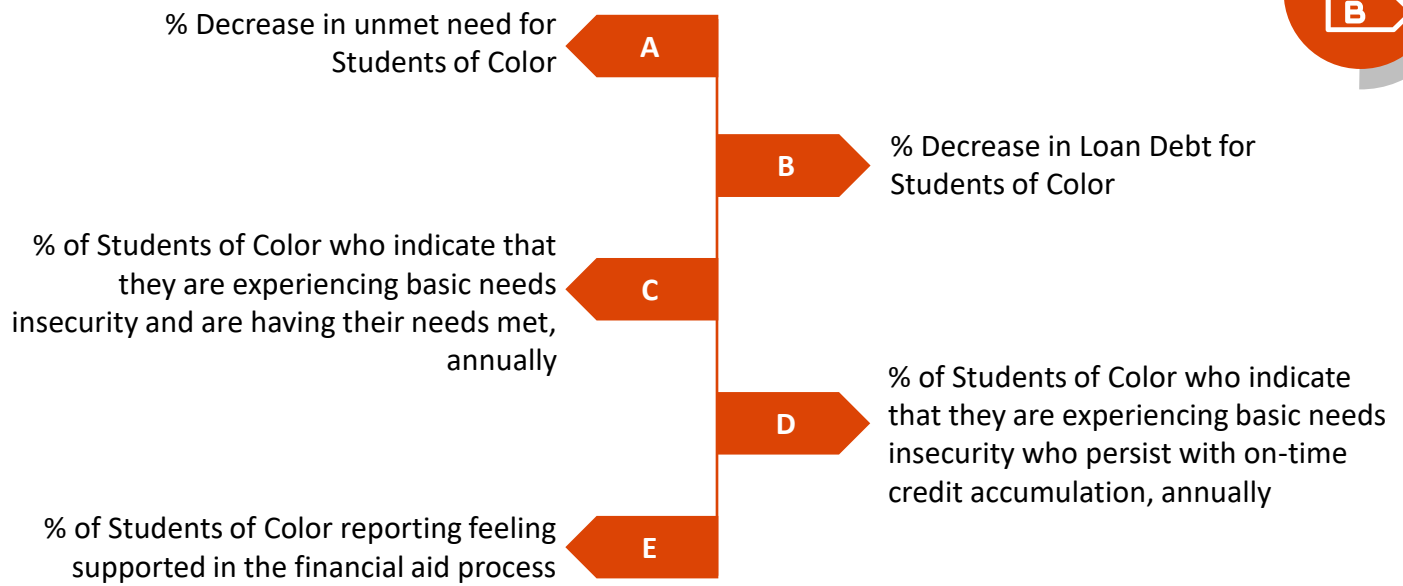 % Decrease in unmet need for
Students of Color
A
B
B
% Decrease in Loan Debt for
Students of Color
% of Students of Color who indicate that
they are experiencing basic needs
insecurity and are having their needs met,
annually
C
D
% of Students of Color who indicate
that they are experiencing basic needs
insecurity who persist with on-time
credit accumulation, annually
% of Students of Color reporting feeling
supported in the financial aid process
E